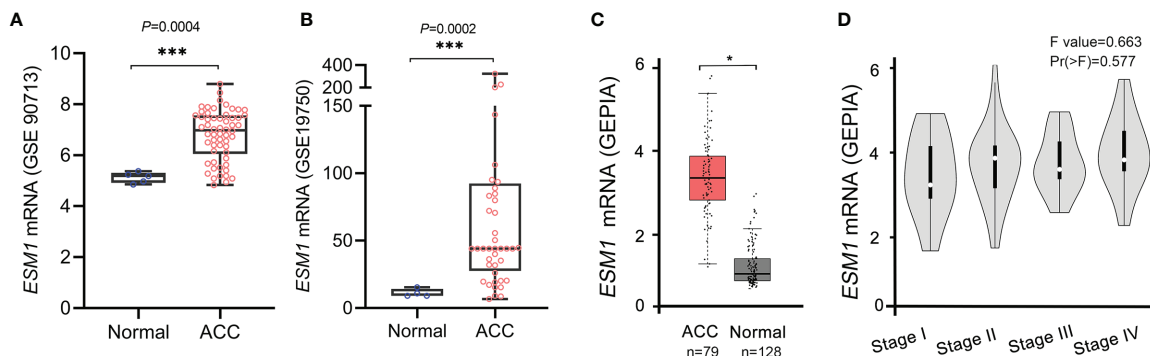 A
P=0.0004
***
ESM1 mRNA (GSE 90713)
10
8
6
4
2
0
Normal
ACC
B
P=0.0002
***
ESM1 mRNA (GSE19750)
400
200
150
100
50
0
Normal
ACC
C
*
ESM1 mRNA (GEPIA)
6
4
2
0
ACC
Normal
n=79
n=128
D
F value=0.663
Pr(>F)=0.577
ESM1 mRNA (GEPIA)
6
4
2
0
Stage I
Stage II
Stage III
Stage IV